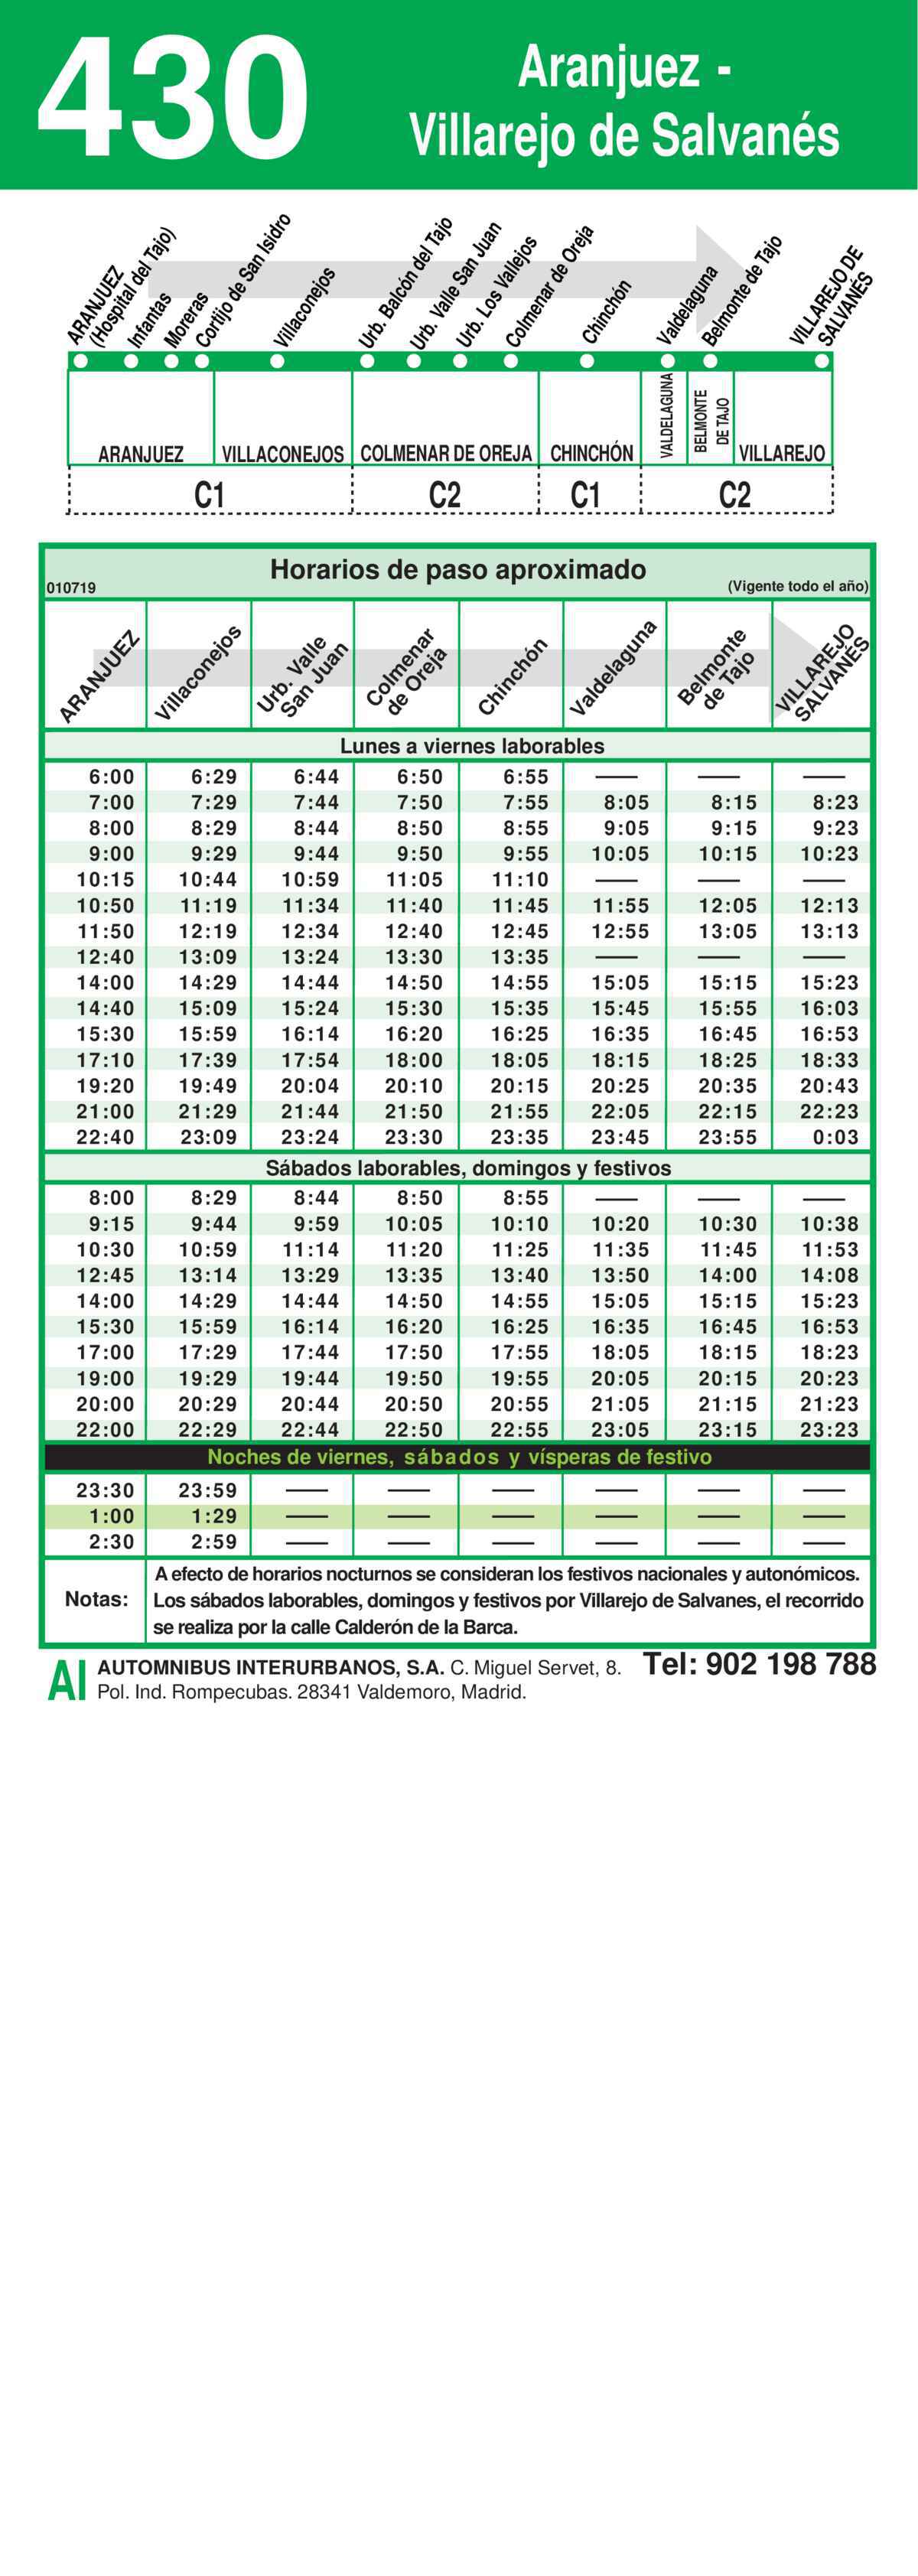 430
Aranjuez -
Villarejo de Salvanés
ARANJUEZ
(Hospital del Tajo)
Infantas
Moreras
Cortijo de San Isidro
Villaconejos
Urb. Balcón del Tajo
Urb. Valle San Juan
Urb. Los Vallejos
Colmenar de Oreja
Chinchón
Valdelaguna
Belmonte de Tajo
VILLAREJO DE
SALVANÉS
ARANJUEZ VILLACONEJOS COLMENAR DE OREJA CHINCHÓN VALDELAGUNA BELMONTE DE TAJO VILLAREJO
C1 C2 C1 C2
Horarios de paso aproximado
010719 (Vigente todo el año)
ARANJUEZ
Villaconejos
Urb. Valle
San Juan
Colmenar
de Oreja
Chinchón
Valdelaguna
Belmonte
de Tajo
VILLAREJO
SALVANÉS
Lunes a viernes laborables
6:00 6:29 6:44 6:50 6:55 — — —
7:00 7:29 7:44 7:50 7:55 8:05 8:15 8:23
8:00 8:29 8:44 8:50 8:55 9:05 9:15 9:23
9:00 9:29 9:44 9:50 9:55 10:05 10:15 10:23
10:15 10:44 10:59 11:05 11:10 — — —
10:50 11:19 11:34 11:40 11:45 11:55 12:05 12:13
11:50 12:19 12:34 12:40 12:45 12:55 13:05 13:13
12:40 13:09 13:24 13:30 13:35 — — —
14:00 14:29 14:44 14:50 14:55 15:05 15:15 15:23
14:40 15:09 15:24 15:30 15:35 15:45 15:55 16:03
15:30 15:59 16:14 16:20 16:25 16:35 16:45 16:53
17:10 17:39 17:54 18:00 18:05 18:15 18:25 18:33
19:20 19:49 20:04 20:10 20:15 20:25 20:35 20:43
21:00 21:29 21:44 21:50 21:55 22:05 22:15 22:23
22:40 23:09 23:24 23:30 23:35 23:45 23:55 0:03
Sábados laborables, domingos y festivos
8:00 8:29 8:44 8:50 8:55 — — —
9:15 9:44 9:59 10:05 10:10 10:20 10:30 10:38
10:30 10:59 11:14 11:20 11:25 11:35 11:45 11:53
12:45 13:14 13:29 13:35 13:40 13:50 14:00 14:08
14:00 14:29 14:44 14:50 14:55 15:05 15:15 15:23
15:30 15:59 16:14 16:20 16:25 16:35 16:45 16:53
17:00 17:29 17:44 17:50 17:55 18:05 18:15 18:23
19:00 19:29 19:44 19:50 19:55 20:05 20:15 20:23
20:00 20:29 20:44 20:50 20:55 21:05 21:15 21:23
22:00 22:29 22:44 22:50 22:55 23:05 23:15 23:23
Noches de viernes, sábados y vísperas de festivo
23:30 23:59 — — — — — —
1:00 1:29 — — — — — —
2:30 2:59 — — — — — —
Notas:
A efecto de horarios nocturnos se consideran los festivos nacionales y autonómicos.
Los sábados laborables, domingos y festivos por Villarejo de Salvanes, el recorrido
se realiza por la calle Calderón de la Barca.
AI AUTOMNIBUS INTERURBANOS, S.A. C. Miguel Servet, 8. Tel: 902 198 788
Pol. Ind. Rompecubas. 28341 Valdemoro, Madrid.